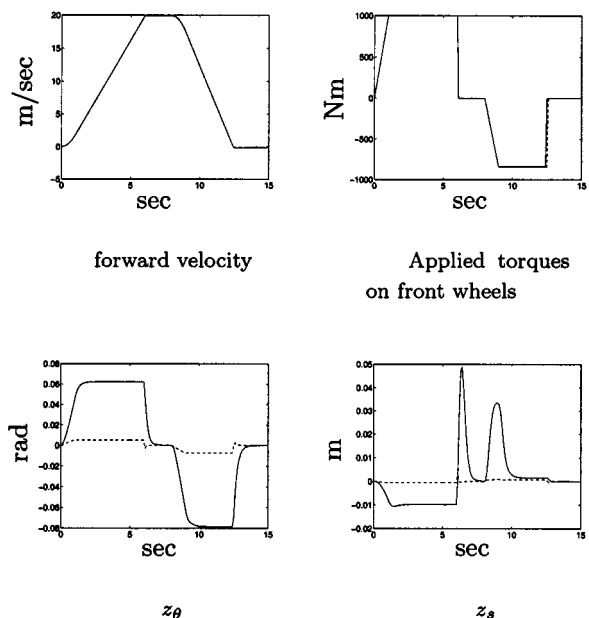 20
15
10
5
0
-5
m/sec
0 5 10 15
sec
forward velocity
1000
500
0
-500
-1000
Nm
0 5 10 15
sec
Applied torques
on front wheels
0.08
0.06
0.04
0.02
0
-0.02
-0.04
-0.06
-0.08
rad
0 5 10 15
sec
z_θ
0.05
0.04
0.03
0.02
0.01
0
-0.01
-0.02
m
0 5 10 15
sec
z_s